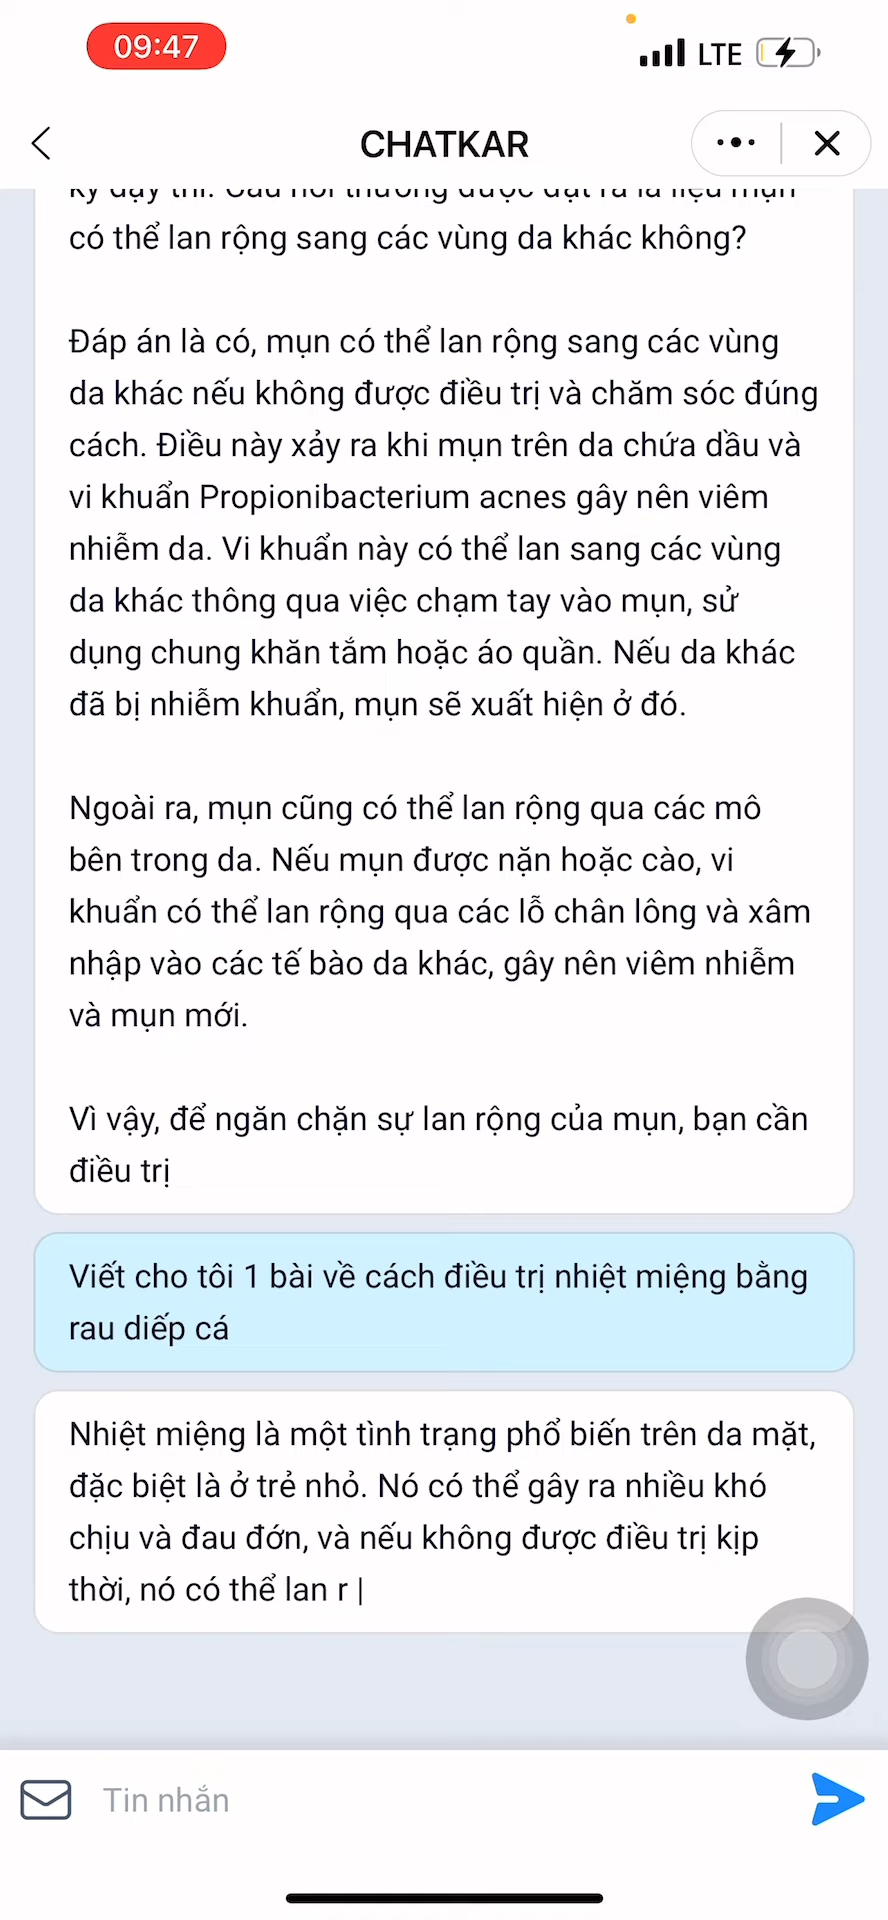 09:47
LTE
CHATKAR
có thể lan rộng sang các vùng da khác không?
Đáp án là có, mụn có thể lan rộng sang các vùng
da khác nếu không được điều trị và chăm sóc đúng
cách. Điều này xảy ra khi mụn trên da chứa dầu và
vi khuẩn Propionibacterium acnes gây nên viêm
nhiễm da. Vi khuẩn này có thể lan sang các vùng
da khác thông qua việc chạm tay vào mụn, sử
dụng chung khăn tắm hoặc áo quần. Nếu da khác
đã bị nhiễm khuẩn, mụn sẽ xuất hiện ở đó.
Ngoài ra, mụn cũng có thể lan rộng qua các mô
bên trong da. Nếu mụn được nặn hoặc cào, vi
khuẩn có thể lan rộng qua các lỗ chân lông và xâm
nhập vào các tế bào da khác, gây nên viêm nhiễm
và mụn mới.
Vì vậy, để ngăn chặn sự lan rộng của mụn, bạn cần
điều trị
Viết cho tôi 1 bài về cách điều trị nhiệt miệng bằng
rau diếp cá
Nhiệt miệng là một tình trạng phổ biến trên da mặt,
đặc biệt là ở trẻ nhỏ. Nó có thể gây ra nhiều khó
chịu và đau đớn, và nếu không được điều trị kịp
thời, nó có thể lan r |
Tin nhắn